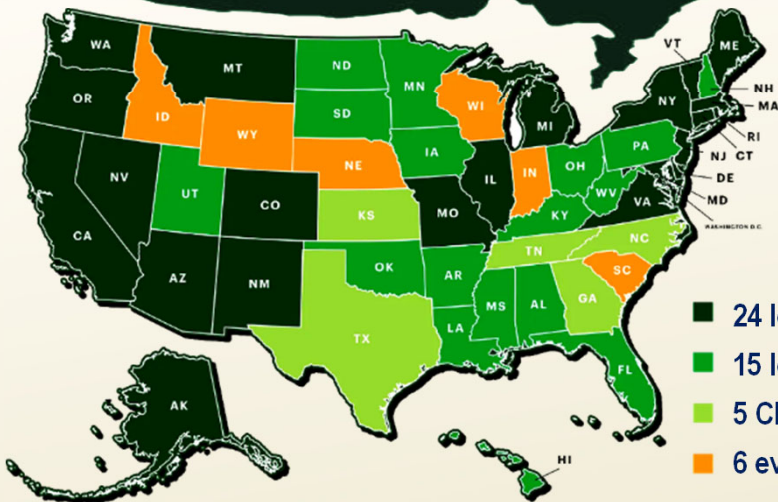 WA
MT
ND
MN
VT
ME
OR
ID
WY
SD
WI
MI
NY
NH
MA
RI
CT
NV
UT
NE
IA
IL
IN
OH
PA
NJ
DE
MD
CA
CO
KS
MO
KY
WV
VA
WASHINGTON D.C.
AZ
NM
OK
AR
TN
NC
SC
TX
LA
MS
AL
GA
FL
AK
HI
24
15
5
6